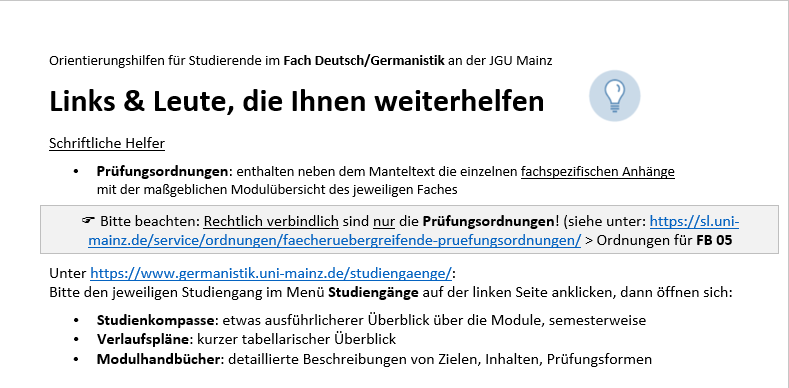 Orientierungshilfen für Studierende im Fach Deutsch/Germanistik an der JGU Mainz
Links & Leute, die Ihnen weiterhelfen
Schriftliche Helfer
• Prüfungsordnungen: enthalten neben dem Manteltext die einzelnen fachspezifischen Anhänge
mit der maßgeblichen Modulübersicht des jeweiligen Faches
☞ Bitte beachten: Rechtlich verbindlich sind nur die Prüfungsordnungen! (siehe unter: https://sl.uni-
mainz.de/service/ordnungen/faecheruebergreifende-pruefungsordnungen/ > Ordnungen für FB 05
Unter https://www.germanistik.uni-mainz.de/studiengaenge/:
Bitte den jeweiligen Studiengang im Menü Studiengänge auf der linken Seite anklicken, dann öffnen sich:
• Studienkompasse: etwas ausführlicherer Überblick über die Module, semesterweise
• Verlaufspläne: kurzer tabellarischer Überblick
• Modulhandbücher: detaillierte Beschreibungen von Zielen, Inhalten, Prüfungsformen